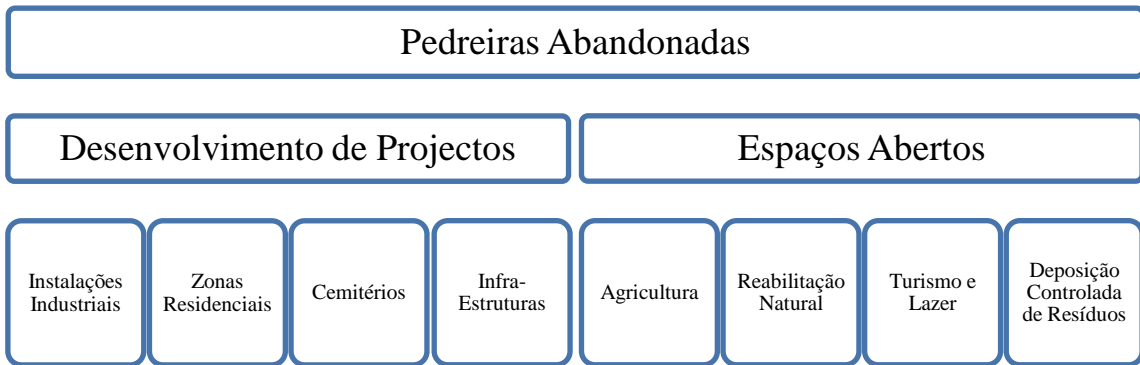 Pedreiras Abandonadas
Desenvolvimento de Projectos
Espaços Abertos
Instalações
Industriais
Zonas
Residenciais
Cemitérios
Infra-
Estruturas
Agricultura
Reabilitação
Natural
Turismo e
Lazer
Deposição
Controlada
de Resíduos